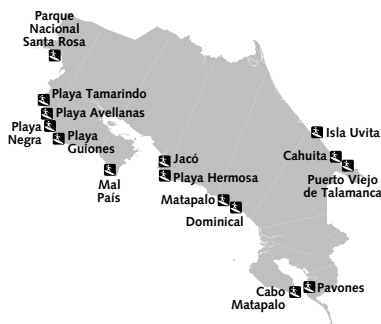 Parque
Nacional
Santa Rosa
Playa Tamarindo
Playa Avellanas
Playa
Negra
Playa
Guiones
Mal
País
Jacó
Playa Hermosa
Matapalo
Dominical
Isla Uvita
Cahuita
Puerto Viejo
de Talamanca
Cabo
Matapalo
Pavones